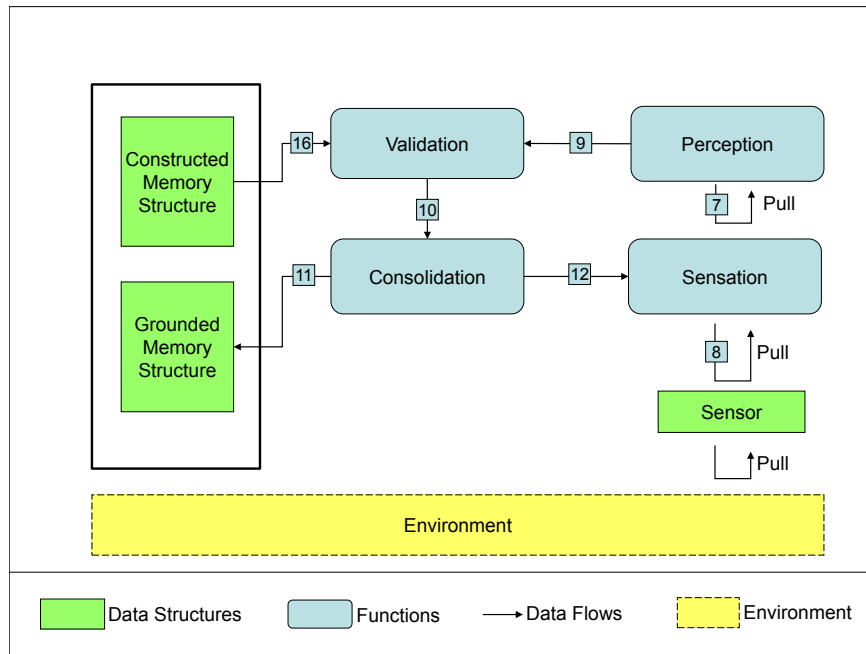 Constructed
Memory
Structure
16
Validation
9
Perception
7
Pull
10
Grounded
Memory
Structure
11
Consolidation
12
Sensation
8
Pull
Sensor
Pull
Environment
Data Structures
Functions
Data Flows
Environment